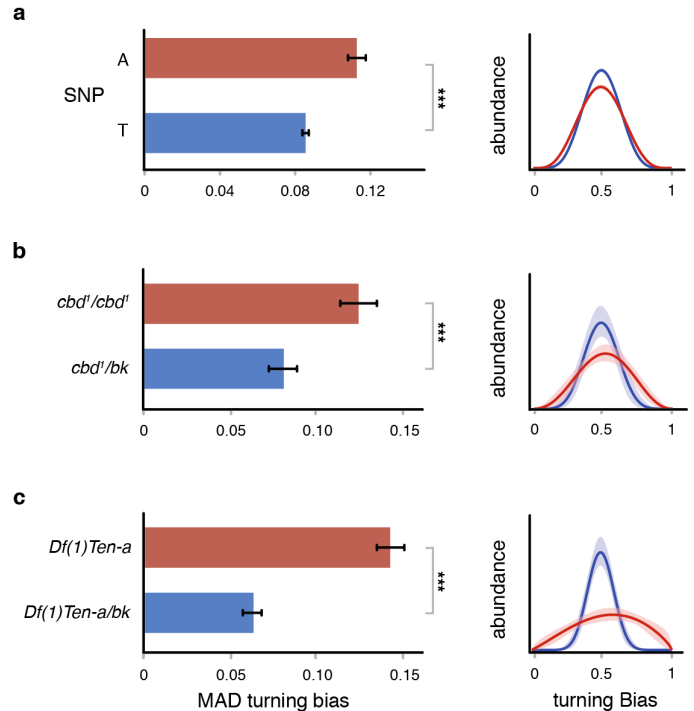 a
SNP
A
T
***
0 0.04 0.08 0.12
abundance
0 0.5 1
b
cbd¹/cbd¹
cbd¹/bk
***
0 0.05 0.10 0.15
abundance
0 0.5 1
c
Df(1)Ten-a
Df(1)Ten-a/bk
***
0 0.05 0.10 0.15
MAD turning bias
abundance
0 0.5 1
turning Bias